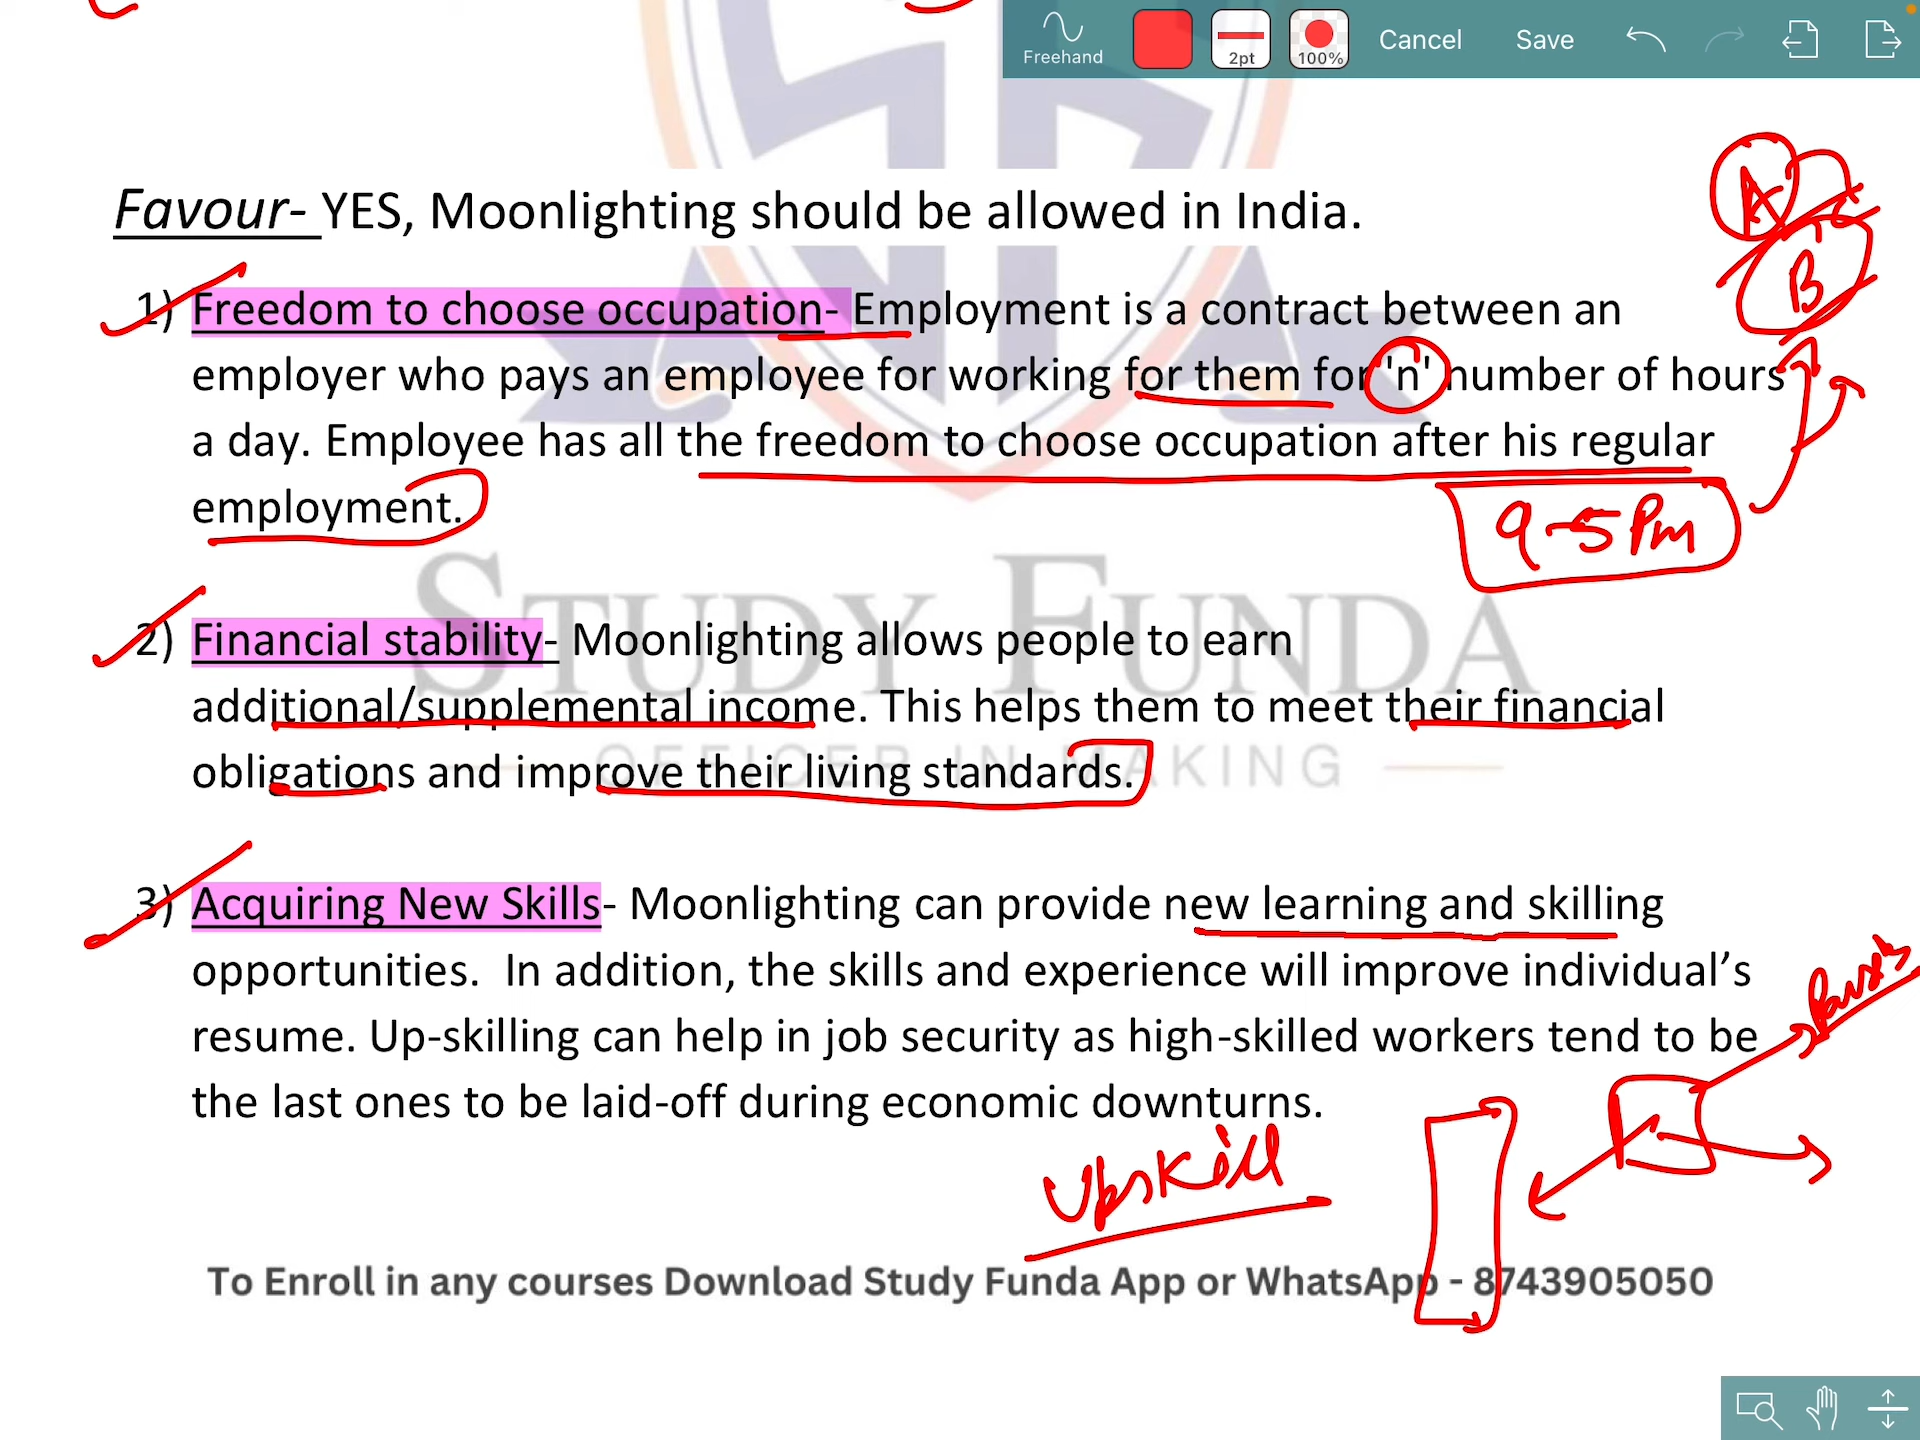 Freehand 2pt 100% Cancel Save
A
B
Favour- YES, Moonlighting should be allowed in India.
1) Freedom to choose occupation- Employment is a contract between an
employer who pays an employee for working for them for 'n' number of hours
a day. Employee has all the freedom to choose occupation after his regular
employment.
9-5 Pm
STUDY FUNDA
2) Financial stability- Moonlighting allows people to earn
additional/supplemental income. This helps them to meet their financial
obligations and improve their living standards.
OFFICER IN MAKING
3) Acquiring New Skills- Moonlighting can provide new learning and skilling
opportunities.  In addition, the skills and experience will improve individual’s
resume. Up-skilling can help in job security as high-skilled workers tend to be
the last ones to be laid-off during economic downturns.
Upskill
To Enroll in any courses Download Study Funda App or WhatsApp - 8743905050